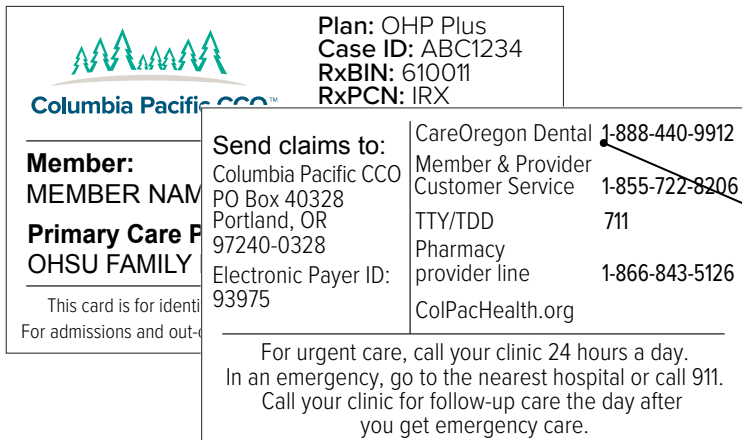 Columbia Pacific CCO™
Plan: OHP Plus
Case ID: ABC1234
RxBIN: 610011
RxPCN: IRX
Member:
MEMBER NAM
Primary Care P
OHSU FAMILY
This card is for identi
For admissions and out-
Send claims to:
Columbia Pacific CCO
PO Box 40328
Portland, OR
97240-0328
Electronic Payer ID:
93975
CareOregon Dental 1-888-440-9912
Member & Provider
Customer Service 1-855-722-8206
TTY/TDD 711
Pharmacy
provider line 1-866-843-5126
ColPacHealth.org
For urgent care, call your clinic 24 hours a day.
In an emergency, go to the nearest hospital or call 911.
Call your clinic for follow-up care the day after
you get emergency care.